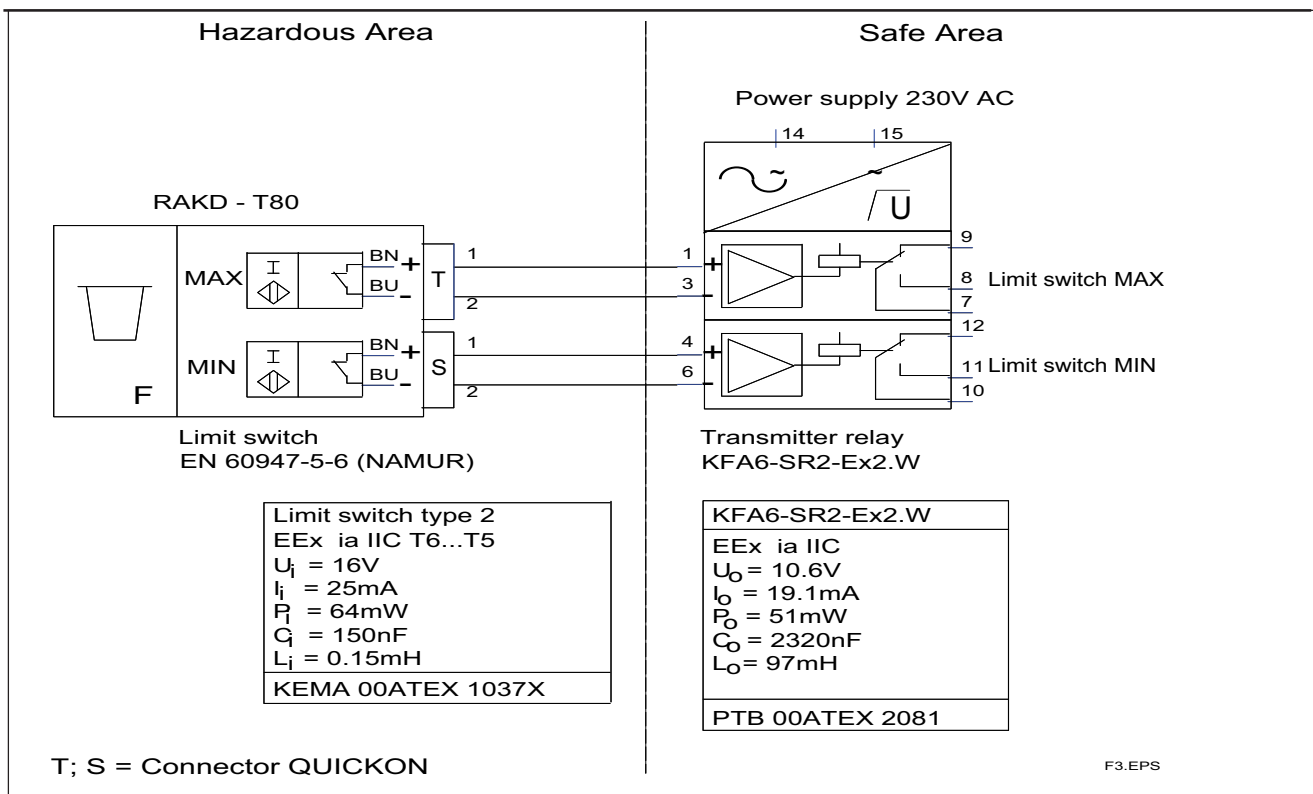 Hazardous Area
Safe Area
Power supply 230V AC
14
15
~
~
U
RAKD - T80
MAX
I
BN
+
BU
-
T
1
2
1
+
3
-
9
8
Limit switch MAX
7
MIN
I
BN
+
BU
-
S
1
2
4
+
6
-
12
11
Limit switch MIN
10
F
Limit switch
EN 60947-5-6 (NAMUR)
Transmitter relay
KFA6-SR2-Ex2.W
Limit switch type 2
EEx ia IIC T6...T5
Ui = 16V
Ii = 25mA
Pi = 64mW
Ci = 150nF
Li = 0.15mH
KEMA 00ATEX 1037X
KFA6-SR2-Ex2.W
EEx ia IIC
Uo = 10.6V
Io = 19.1mA
Po = 51mW
Co = 2320nF
Lo= 97mH
PTB 00ATEX 2081
T; S = Connector QUICKON
F3.EPS